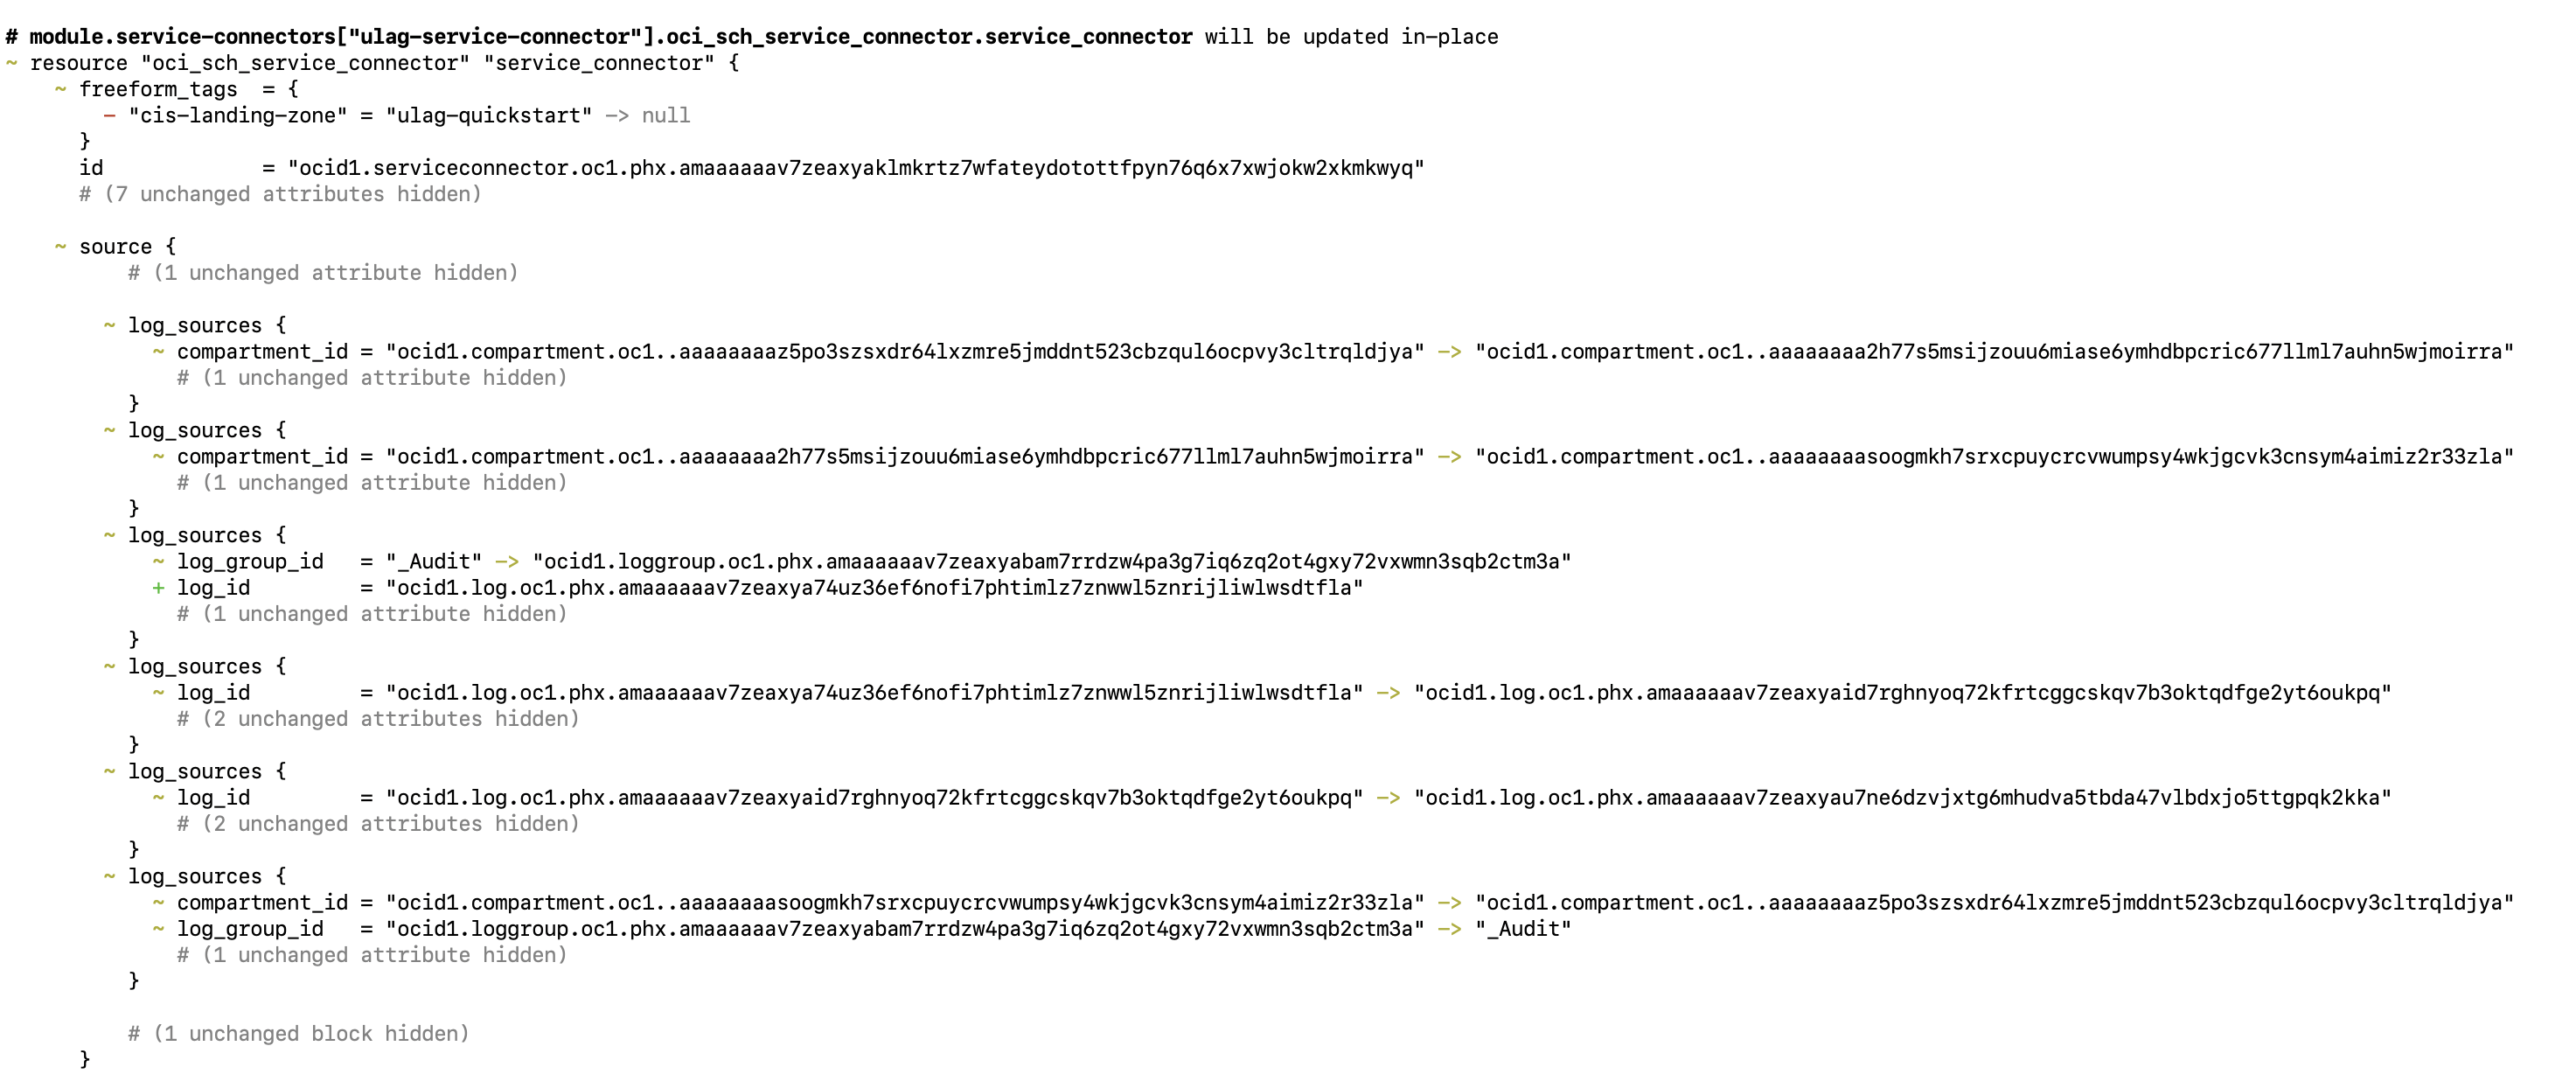 # module.service-connectors["ulag-service-connector"].oci_sch_service_connector.service_connector will be updated in-place
~ resource "oci_sch_service_connector" "service_connector" {
    ~ freeform_tags  = {
        - "cis-landing-zone" = "ulag-quickstart" -> null
      }
      id             = "ocid1.serviceconnector.oc1.phx.amaaaaaav7zeaxyaklmkrtz7wfateydotottfpyn76q6x7xwjokw2xkmkwyq"
      # (7 unchanged attributes hidden)
    ~ source {
          # (1 unchanged attribute hidden)
        ~ log_sources {
            ~ compartment_id = "ocid1.compartment.oc1..aaaaaaaaz5po3szsxdr64lxzmre5jmddnt523cbzqul6ocpvy3cltrqldjya" -> "ocid1.compartment.oc1..aaaaaaaa2h77s5msijzouu6miase6ymhdbpcric677llml7auhn5wjmoirra"
              # (1 unchanged attribute hidden)
          }
        ~ log_sources {
            ~ compartment_id = "ocid1.compartment.oc1..aaaaaaaa2h77s5msijzouu6miase6ymhdbpcric677llml7auhn5wjmoirra" -> "ocid1.compartment.oc1..aaaaaaaasoogmkh7srxcpuycrcvwumpsy4wkjgcvk3cnsym4aimiz2r33zla"
              # (1 unchanged attribute hidden)
          }
        ~ log_sources {
            ~ log_group_id   = "_Audit" -> "ocid1.loggroup.oc1.phx.amaaaaaav7zeaxyabam7rrdzw4pa3g7iq6zq2ot4gxy72vxwmn3sqb2ctm3a"
            + log_id         = "ocid1.log.oc1.phx.amaaaaaav7zeaxya74uz36ef6nofi7phtimlz7znwwl5znrijliwlwsdtfla"
              # (1 unchanged attribute hidden)
          }
        ~ log_sources {
            ~ log_id         = "ocid1.log.oc1.phx.amaaaaaav7zeaxya74uz36ef6nofi7phtimlz7znwwl5znrijliwlwsdtfla" -> "ocid1.log.oc1.phx.amaaaaaav7zeaxyaid7rghnyoq72kfrtcggcskqv7b3oktqdfge2yt6oukpq"
              # (2 unchanged attributes hidden)
          }
        ~ log_sources {
            ~ log_id         = "ocid1.log.oc1.phx.amaaaaaav7zeaxyaid7rghnyoq72kfrtcggcskqv7b3oktqdfge2yt6oukpq" -> "ocid1.log.oc1.phx.amaaaaaav7zeaxyau7ne6dzvjxtg6mhudva5tbda47vlbdxjo5ttgpqk2kka"
              # (2 unchanged attributes hidden)
          }
        ~ log_sources {
            ~ compartment_id = "ocid1.compartment.oc1..aaaaaaaasoogmkh7srxcpuycrcvwumpsy4wkjgcvk3cnsym4aimiz2r33zla" -> "ocid1.compartment.oc1..aaaaaaaaz5po3szsxdr64lxzmre5jmddnt523cbzqul6ocpvy3cltrqldjya"
            ~ log_group_id   = "ocid1.loggroup.oc1.phx.amaaaaaav7zeaxyabam7rrdzw4pa3g7iq6zq2ot4gxy72vxwmn3sqb2ctm3a" -> "_Audit"
              # (1 unchanged attribute hidden)
          }
          # (1 unchanged block hidden)
      }